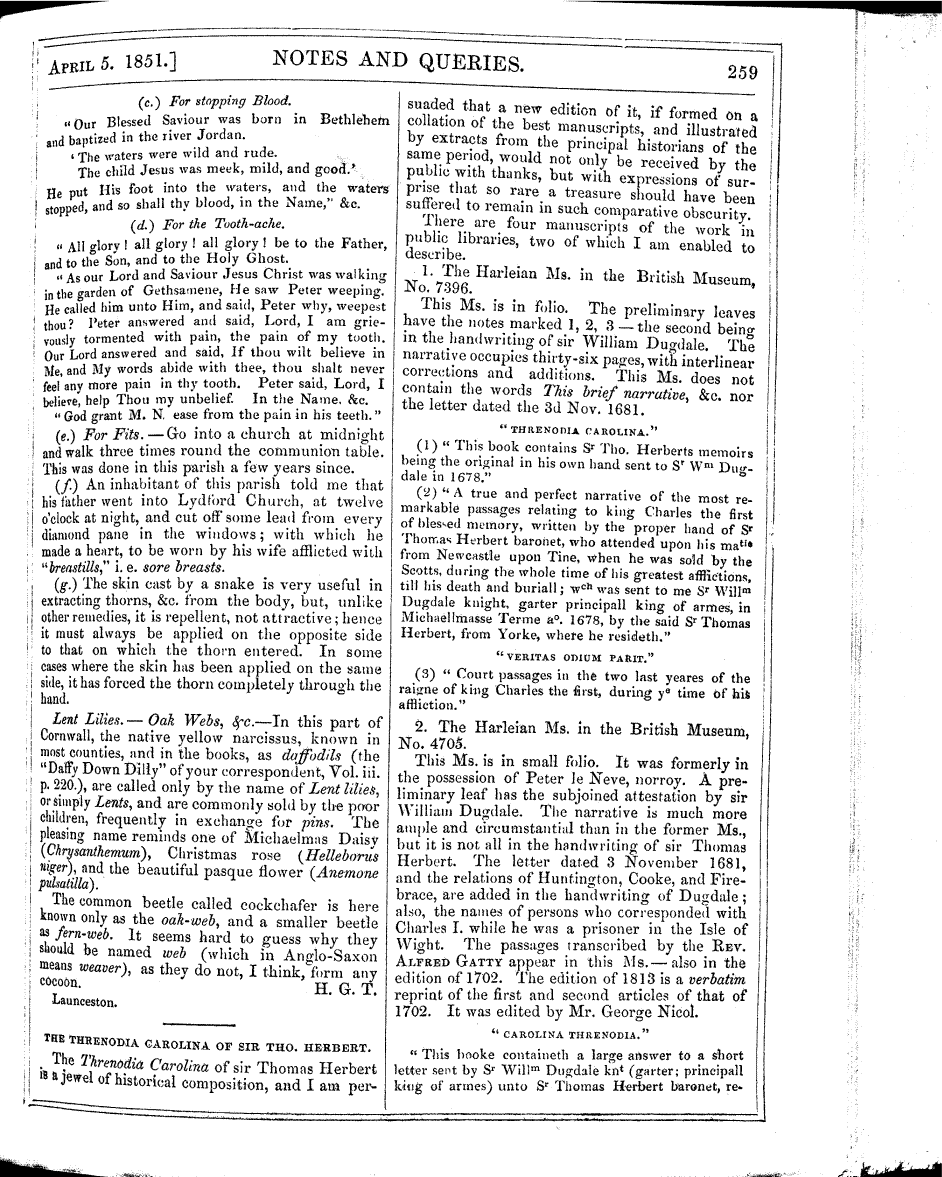 APRIL 5. 1851.] NOTES AND QUERIES. 259
(c.) For stopping Blood.
"Our Blessed Saviour was born in Bethlehem
and baptized in the river Jordan.
'The waters were wild and rude.
The child Jesus was meek, mild, and good.'
He put His foot into the waters, and the waters
stopped, and so shall thy blood, in the Name," &c.
(d.) For the Tooth-ache.
"All glory! all glory! all glory! be to the Father,
and to the Son, and to the Holy Ghost.
"As our Lord and Saviour Jesus Christ was walking
in the garden of Gethsamene, He saw Peter weeping.
He called him unto Him, and said, Peter why, weepest
thou? Peter answered and said, Lord, I am grie-
vously tormented with pain, the pain of my tooth.
Our Lord answered and said, If thou wilt believe in
Me, and My words abide with thee, thou shalt never
feel any more pain in thy tooth. Peter said, Lord, I
believe, help Thou my unbelief. In the Name, &c.
"God grant M. N. ease from the pain in his teeth."
(e.) For Fits.—Go into a church at midnight
and walk three times round the communion table.
This was done in this parish a few years since.
(f.) An inhabitant of this parish told me that
his father went into Lydford Church, at twelve
o'clock at night, and cut off some lead from every
diamond pane in the windows; with which he
made a heart, to be worn by his wife afflicted with
"breastills," i. e. sore breasts.
(g.) The skin cast by a snake is very useful in
extracting thorns, &c. from the body, but, unlike
other remedies, it is repellent, not attractive; hence
it must always be applied on the opposite side
to that on which the thorn entered. In some
cases where the skin has been applied on the same
side, it has forced the thorn completely through the
hand.
Lent Lilies.—Oak Webs, &c.—In this part of
Cornwall, the native yellow narcissus, known in
most counties, and in the books, as daffodils (the
"Daffy Down Dilly" of your correspondent, Vol. iii.
p. 220.), are called only by the name of Lent lilies,
or simply Lents, and are commonly sold by the poor
children, frequently in exchange for pins. The
pleasing name reminds one of Michaelmas Daisy
(Chrysanthemum), Christmas rose (Helleborus
niger), and the beautiful pasque flower (Anemone
pulsatilla).
The common beetle called cockchafer is here
known only as the oak-web, and a smaller beetle
as fern-web. It seems hard to guess why they
should be named web (which in Anglo-Saxon
means weaver), as they do not, I think, form any
cocoon. H. G. T.
Launceston.
THE THRENODIA CAROLINA OF SIR THO. HERBERT.
The Threnodia Carolina of sir Thomas Herbert
is a jewel of historical composition, and I am per-
suaded that a new edition of it, if formed on a
collation of the best manuscripts, and illustrated
by extracts from the principal historians of the
same period, would not only be received by the
public with thanks, but with expressions of sur-
prise that so rare a treasure should have been
suffered to remain in such comparative obscurity.
There are four manuscripts of the work in
public libraries, two of which I am enabled to
describe.
1. The Harleian Ms. in the British Museum,
No. 7396.
This Ms. is in folio. The preliminary leaves
have the notes marked 1, 2, 3—the second being
in the handwriting of sir William Dugdale. The
narrative occupies thirty-six pages, with interlinear
corrections and additions. This Ms. does not
contain the words This brief narrative, &c. nor
the letter dated the 3d Nov. 1681.
"THRENODIA CAROLINA."
(1) "This book contains Sr Tho. Herberts memoirs
being the original in his own hand sent to Sr Wm Dug-
dale in 1678."
(2) "A true and perfect narrative of the most re-
markable passages relating to king Charles the first
of blessed memory, written by the proper hand of Sr
Thomas Herbert baronet, who attended upon his matie
from Newcastle upon Tine, when he was sold by the
Scotts, during the whole time of his greatest afflictions,
till his death and buriall; wch was sent to me Sr Willm
Dugdale knight, garter principall king of armes, in
Michaellmasse Terme ao. 1678, by the said Sr Thomas
Herbert, from Yorke, where he resideth."
"VERITAS ODIUM PARIT."
(3) "Court passages in the two last yeares of the
raigne of king Charles the first, during ye time of his
affliction."
2. The Harleian Ms. in the British Museum,
No. 4705.
This Ms. is in small folio. It was formerly in
the possession of Peter le Neve, norroy. A pre-
liminary leaf has the subjoined attestation by sir
William Dugdale. The narrative is much more
ample and circumstantial than in the former Ms.,
but it is not all in the handwriting of sir Thomas
Herbert. The letter dated 3 November 1681,
and the relations of Huntington, Cooke, and Fire-
brace, are added in the handwriting of Dugdale;
also, the names of persons who corresponded with
Charles I. while he was a prisoner in the Isle of
Wight. The passages transcribed by the REV.
ALFRED GATTY appear in this Ms.—also in the
edition of 1702. The edition of 1813 is a verbatim
reprint of the first and second articles of that of
1702. It was edited by Mr. George Nicol.
"CAROLINA THRENODIA."
"This booke containeth a large answer to a short
letter sent by Sr Willm Dugdale knt (garter; principall
king of armes) unto Sr Thomas Herbert baronet, re-